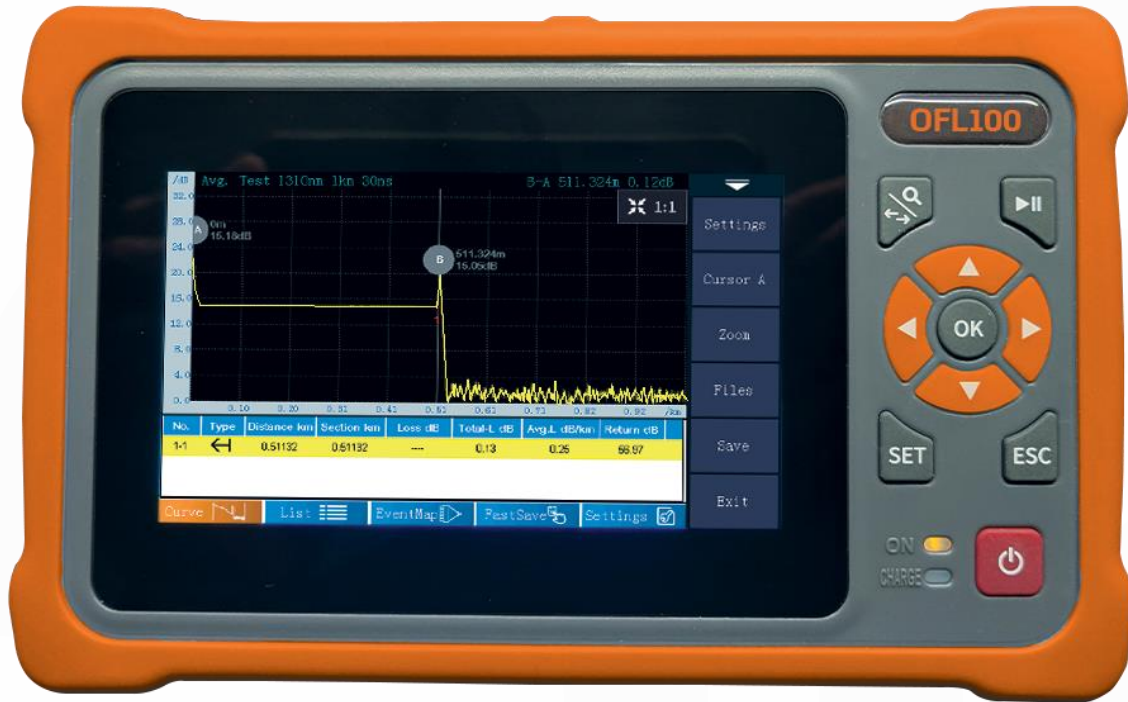 OFL100
/dB Avg. Test 1310nm 1km 30ns B-A 511.324m 0.12dB
1:1
32.0
28.0
24.0
20.0
16.0
12.0
8.0
4.0
0.0
A
0m
15.18dB
B
511.324m
15.05dB
0.10 0.20 0.31 0.41 0.51 0.61 0.71 0.82 0.92 /km
No. Type Distance km Section km Loss dB Total-L dB Avg.L dB/km Return dB
1-1 0.51132 0.51132 ---- 0.13 0.25 56.97
Curve List EventMap FastSave Settings
Settings
Cursor A
Zoom
Files
Save
Exit
OK
SET ESC
ON
CHARGE